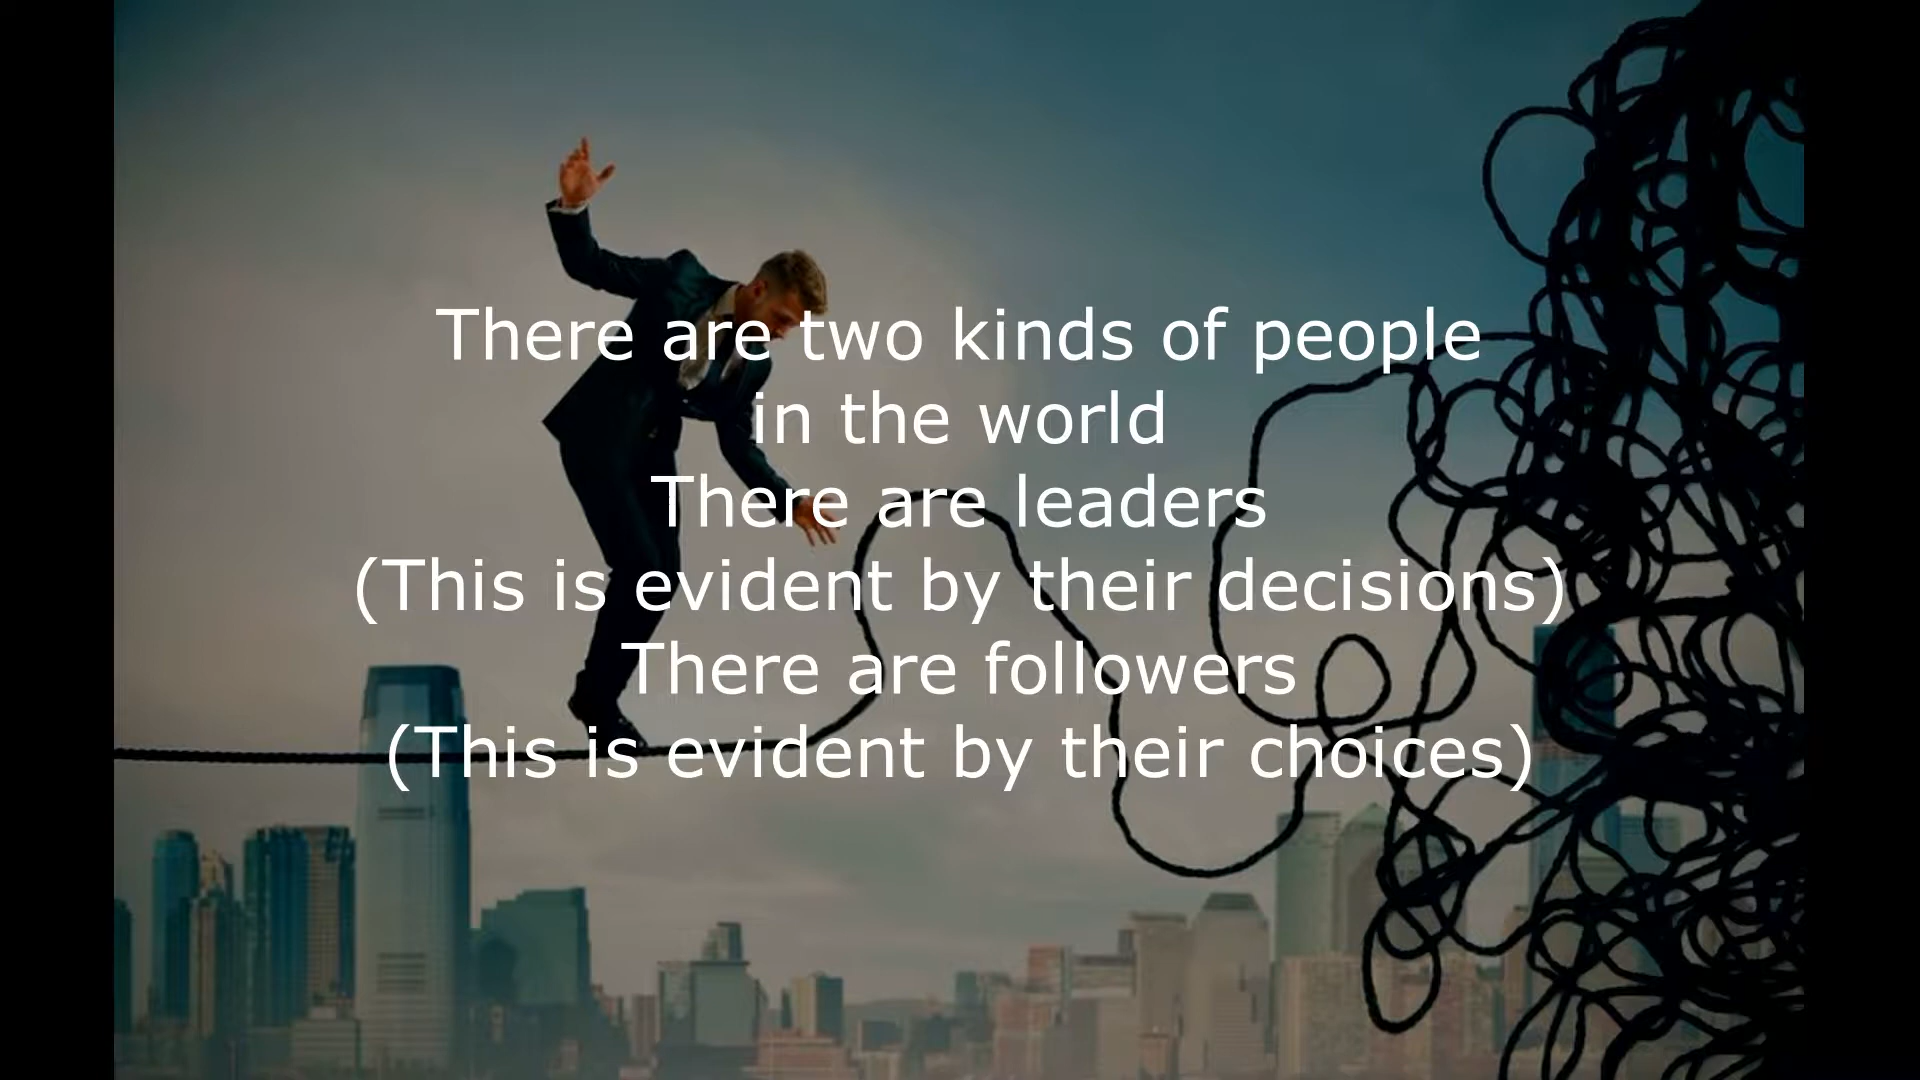 There are two kinds of people
in the world
There are leaders
(This is evident by their decisions)
There are followers
(This is evident by their choices)